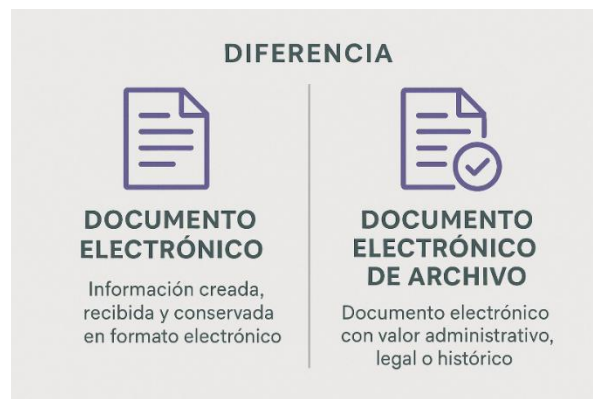 DIFERENCIA
DOCUMENTO
ELECTRÓNICO
Información creada,
recibida y conservada
en formato electrónico
DOCUMENTO
ELECTRÓNICO
DE ARCHIVO
Documento electrónico
con valor administrativo,
legal o histórico